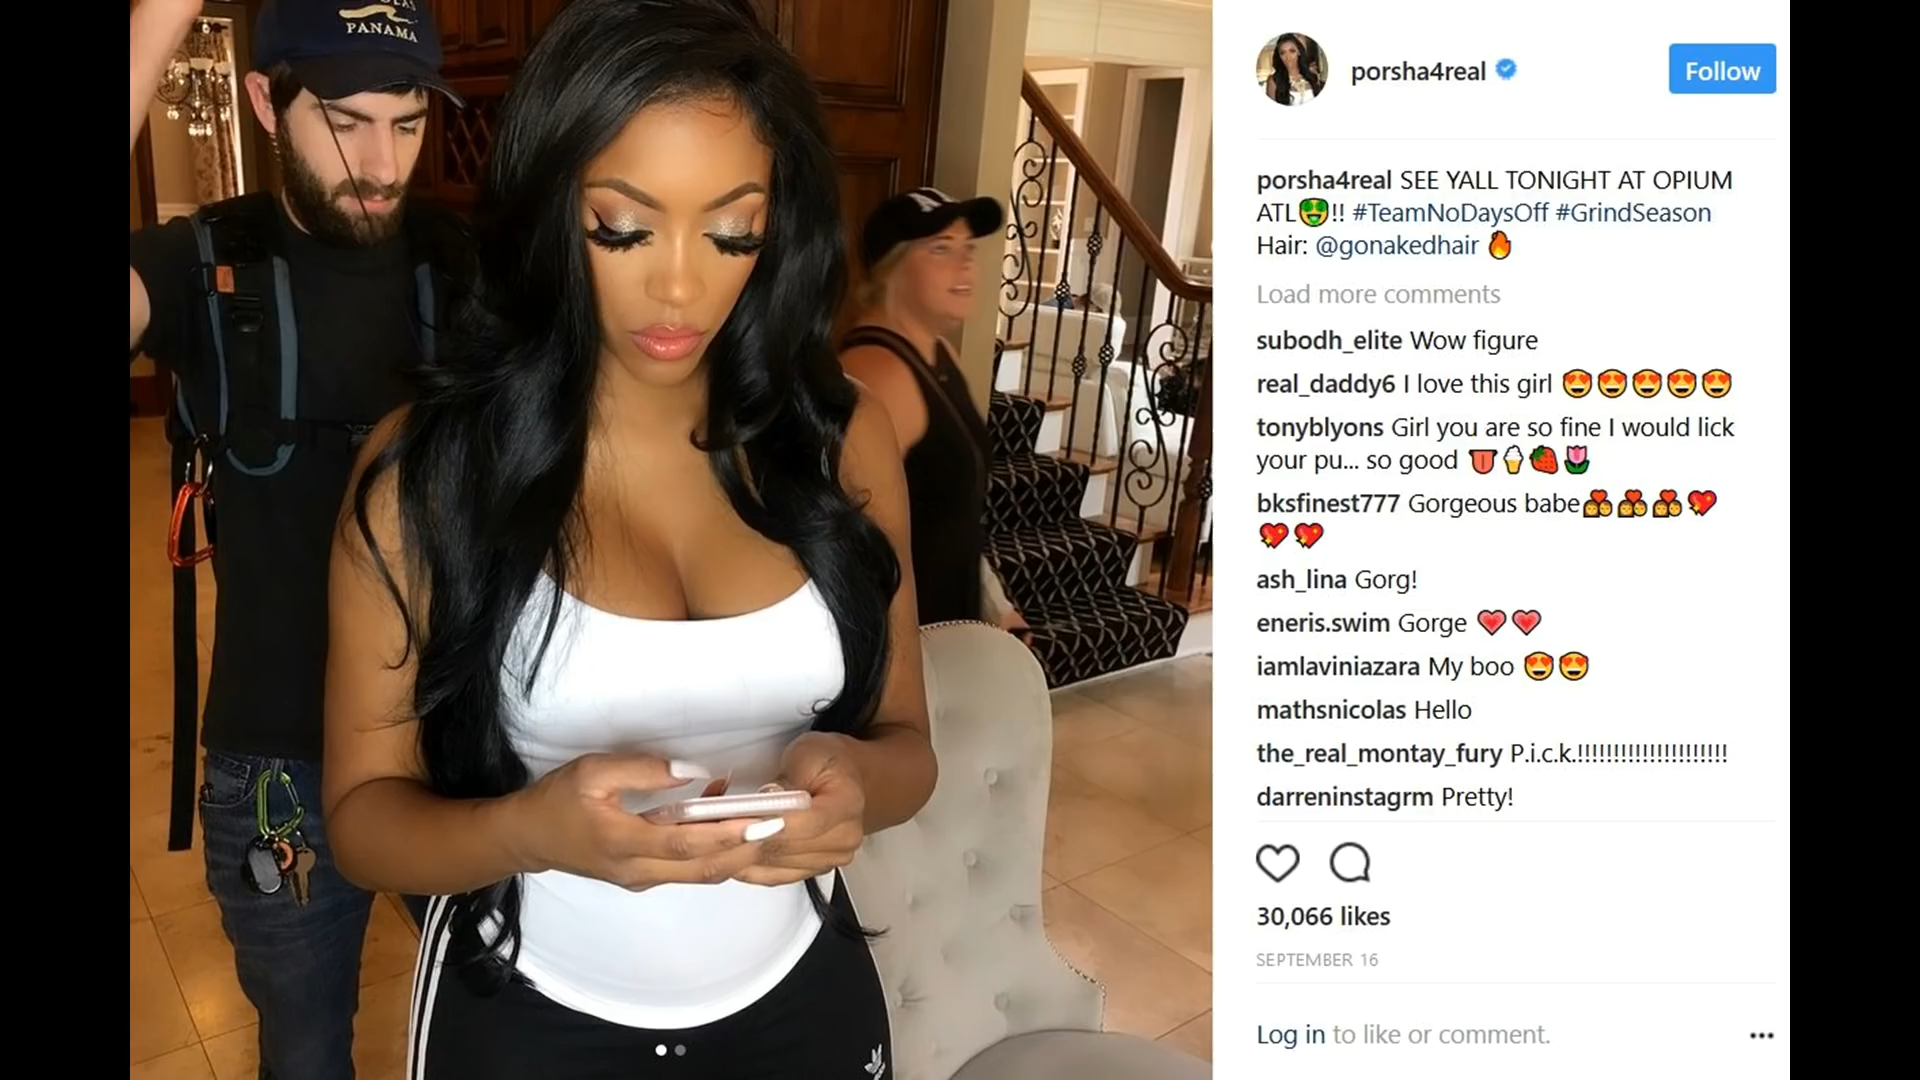 PANAMA
porsha4real
Follow
porsha4real SEE YALL TONIGHT AT OPIUM
ATL🤑!! #TeamNoDaysOff #GrindSeason
Hair: @gonakedhair 🔥
Load more comments
subodh_elite Wow figure
real_daddy6 I love this girl 😍😍😍😍😍
tonyblyons Girl you are so fine I would lick
your pu... so good 👅🍦🍓🌷
bksfinest777 Gorgeous babe💑💑💑💖
💖💖
ash_lina Gorg!
eneris.swim Gorge ❤❤
iamlaviniazara My boo 😍😍
mathsnicolas Hello
the_real_montay_fury P.i.c.k.!!!!!!!!!!!!!!!!!!!!!
darreninstagrm Pretty!
30,066 likes
SEPTEMBER 16
Log in to like or comment.